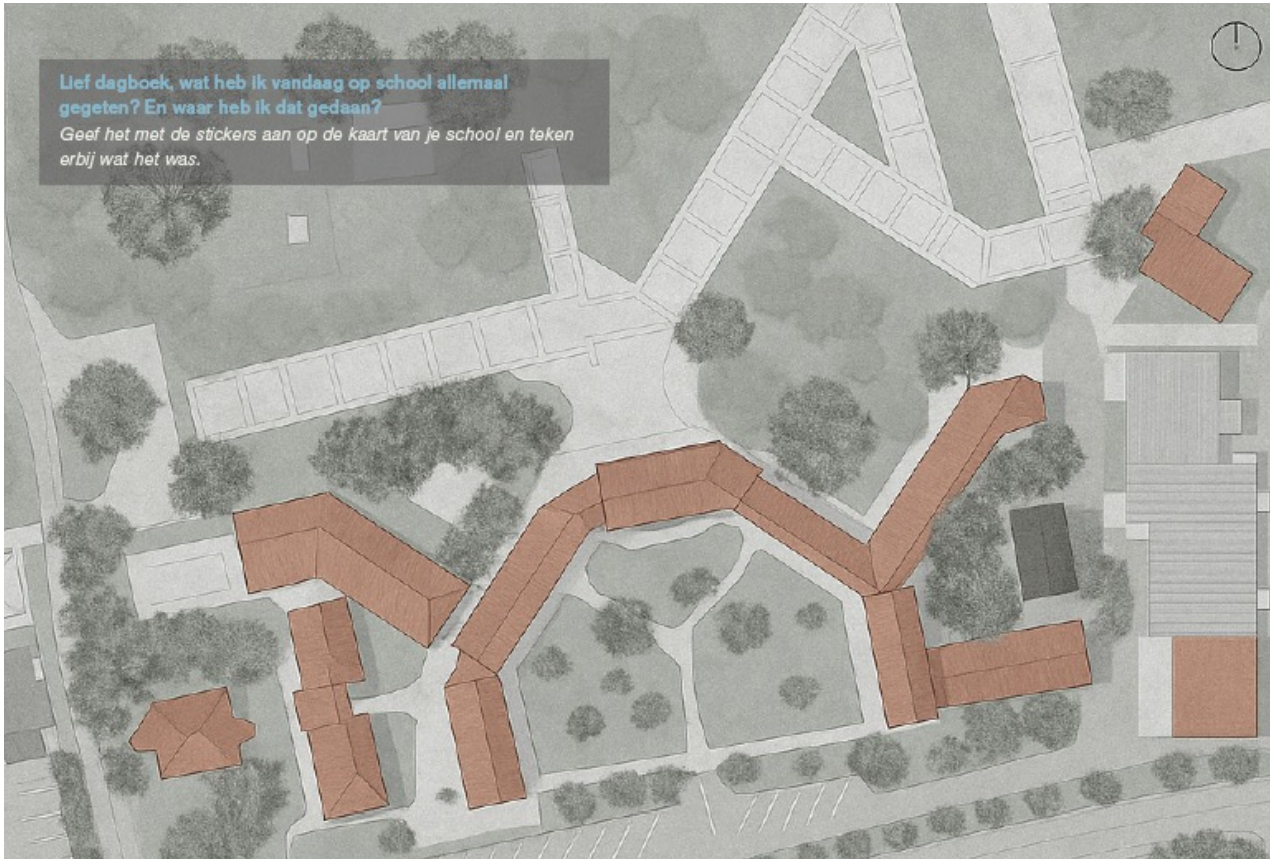 Lief dagboek, wat heb ik vandaag op school allemaal
gegeten? En waar heb ik dat gedaan?
Geef het met de stickers aan op de kaart van je school en teken
erbij wat het was.